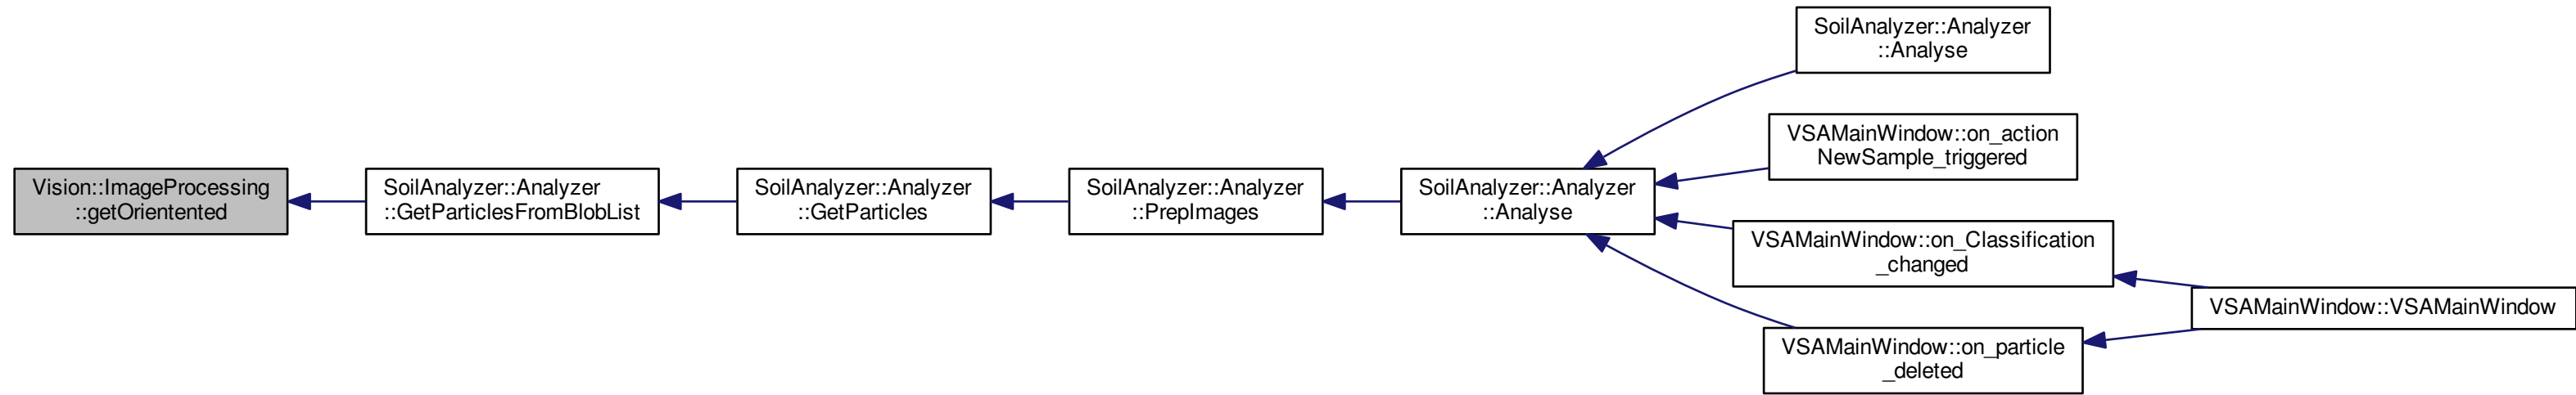 Vision::ImageProcessing
::getOrientented
SoilAnalyzer::Analyzer
::GetParticlesFromBlobList
SoilAnalyzer::Analyzer
::GetParticles
SoilAnalyzer::Analyzer
::PrepImages
SoilAnalyzer::Analyzer
::Analyse
SoilAnalyzer::Analyzer
::Analyse
VSAMainWindow::on_action
NewSample_triggered
VSAMainWindow::on_Classification
_changed
VSAMainWindow::on_particle
_deleted
VSAMainWindow::VSAMainWindow